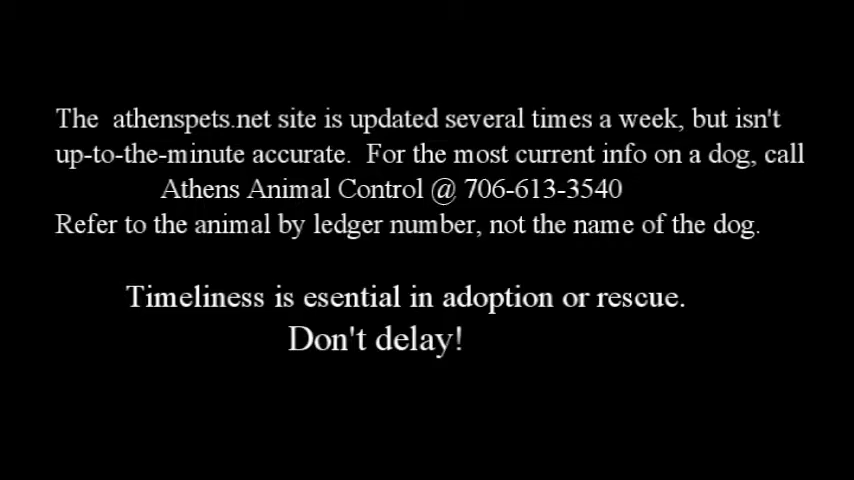 The athenspets.net site is updated several times a week, but isn't
up-to-the-minute accurate. For the most current info on a dog, call
Athens Animal Control @ 706-613-3540
Refer to the animal by ledger number, not the name of the dog.
Timeliness is esential in adoption or rescue.
Don't delay!